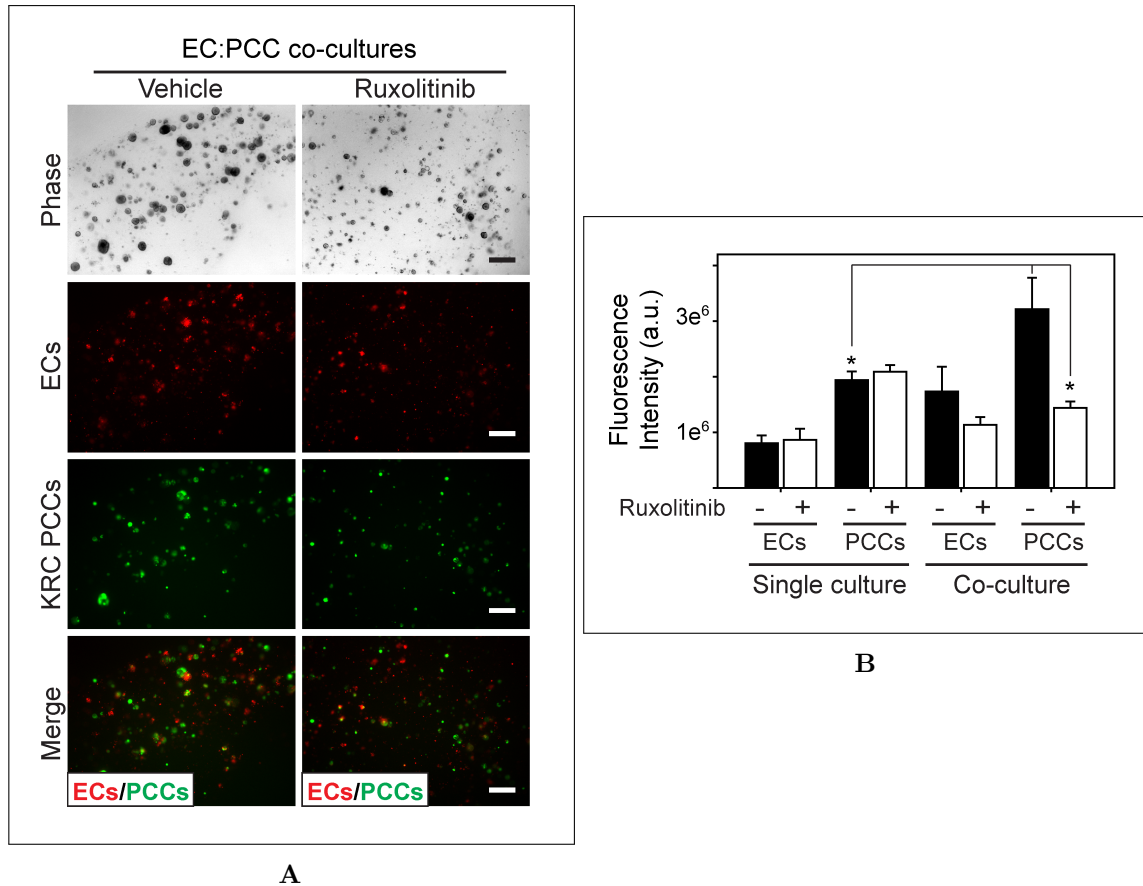 EC:PCC co-cultures
Vehicle Ruxolitinib
Phase
ECs
KRC PCCs
Merge
ECs/PCCs ECs/PCCs
A
Fluorescence
Intensity (a.u.)
3e6
1e6
* *
Ruxolitinib - + - + - + - +
ECs PCCs ECs PCCs
Single culture Co-culture
B